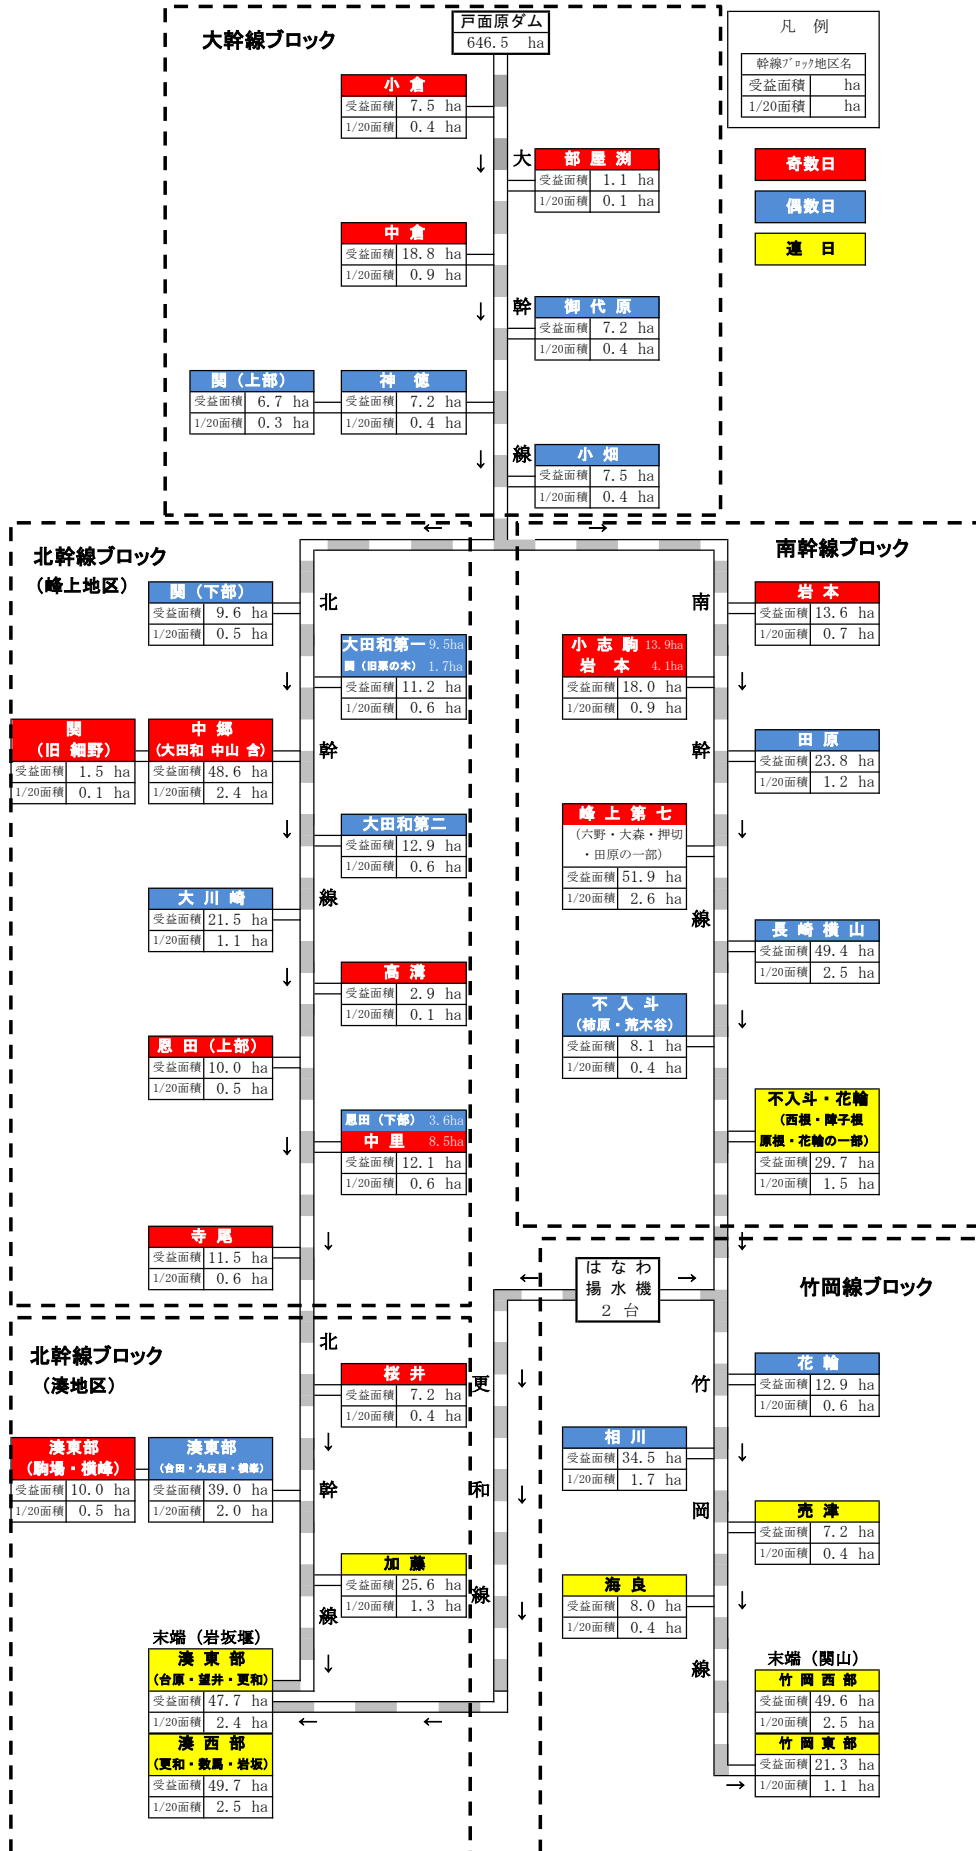 大幹線ブロック
戸面原ダム
646.5 ha
凡 例
幹線ブロック地区名
受益面積 ha
1/20面積 ha
奇数日
偶数日
連 日
小 倉
受益面積 7.5 ha
1/20面積 0.4 ha
↓
大
部 屋 渕
受益面積 1.1 ha
1/20面積 0.1 ha
中 倉
受益面積 18.8 ha
1/20面積 0.9 ha
↓
幹
御 代 原
受益面積 7.2 ha
1/20面積 0.4 ha
関(上部)
受益面積 6.7 ha
1/20面積 0.3 ha
神 徳
受益面積 7.2 ha
1/20面積 0.4 ha
↓
線
小 畑
受益面積 7.5 ha
1/20面積 0.4 ha
←
→
北幹線ブロック
(峰上地区)
関(下部)
受益面積 9.6 ha
1/20面積 0.5 ha
北
大田和第一 9.5ha
関(旧栗の木) 1.7ha
受益面積 11.2 ha
1/20面積 0.6 ha
↓
関
(旧 細野)
受益面積 1.5 ha
1/20面積 0.1 ha
中 郷
(大田和 中山 含)
受益面積 48.6 ha
1/20面積 2.4 ha
幹
↓
大田和第二
受益面積 12.9 ha
1/20面積 0.6 ha
大 川 崎
受益面積 21.5 ha
1/20面積 1.1 ha
線
↓
高 溝
受益面積 2.9 ha
1/20面積 0.1 ha
恩 田(上部)
受益面積 10.0 ha
1/20面積 0.5 ha
恩田(下部) 3.6ha
中 里 8.5ha
受益面積 12.1 ha
1/20面積 0.6 ha
↓
寺 尾
受益面積 11.5 ha
1/20面積 0.6 ha
↓
南幹線ブロック
南
岩 本
受益面積 13.6 ha
1/20面積 0.7 ha
小 志 駒 13.9ha
岩 本 4.1ha
受益面積 18.0 ha
1/20面積 0.9 ha
↓
幹
田 原
受益面積 23.8 ha
1/20面積 1.2 ha
峰 上 第 七
(六野・大森・押切
・田原の一部)
受益面積 51.9 ha
1/20面積 2.6 ha
↓
線
長 崎 横 山
受益面積 49.4 ha
1/20面積 2.5 ha
不 入 斗
(柿原・荒木谷)
受益面積 8.1 ha
1/20面積 0.4 ha
↓
不入斗・花輪
(西根・障子根
原根・花輪の一部)
受益面積 29.7 ha
1/20面積 1.5 ha
↓
北幹線ブロック
(湊地区)
北
桜 井
受益面積 7.2 ha
1/20面積 0.4 ha
↓
湊東部
(駒場・横峰)
受益面積 10.0 ha
1/20面積 0.5 ha
湊東部
(台田・九反目・横峯)
受益面積 39.0 ha
1/20面積 2.0 ha
幹
加 藤
受益面積 25.6 ha
1/20面積 1.3 ha
線
↓
末端(岩坂堰)
湊 東 部
(台原・望井・更和)
受益面積 47.7 ha
1/20面積 2.4 ha
湊 西 部
(更和・数馬・岩坂)
受益面積 49.7 ha
1/20面積 2.5 ha
←
←
竹岡線ブロック
←
は な わ
揚 水 機
2 台
→
更
↓
和
↓
線
↓
竹
花 輪
受益面積 12.9 ha
1/20面積 0.6 ha
相 川
受益面積 34.5 ha
1/20面積 1.7 ha
↓
岡
売 津
受益面積 7.2 ha
1/20面積 0.4 ha
海 良
受益面積 8.0 ha
1/20面積 0.4 ha
↓
線
末端(関山)
竹 岡 西 部
受益面積 49.6 ha
1/20面積 2.5 ha
竹 岡 東 部
受益面積 21.3 ha
1/20面積 1.1 ha
→